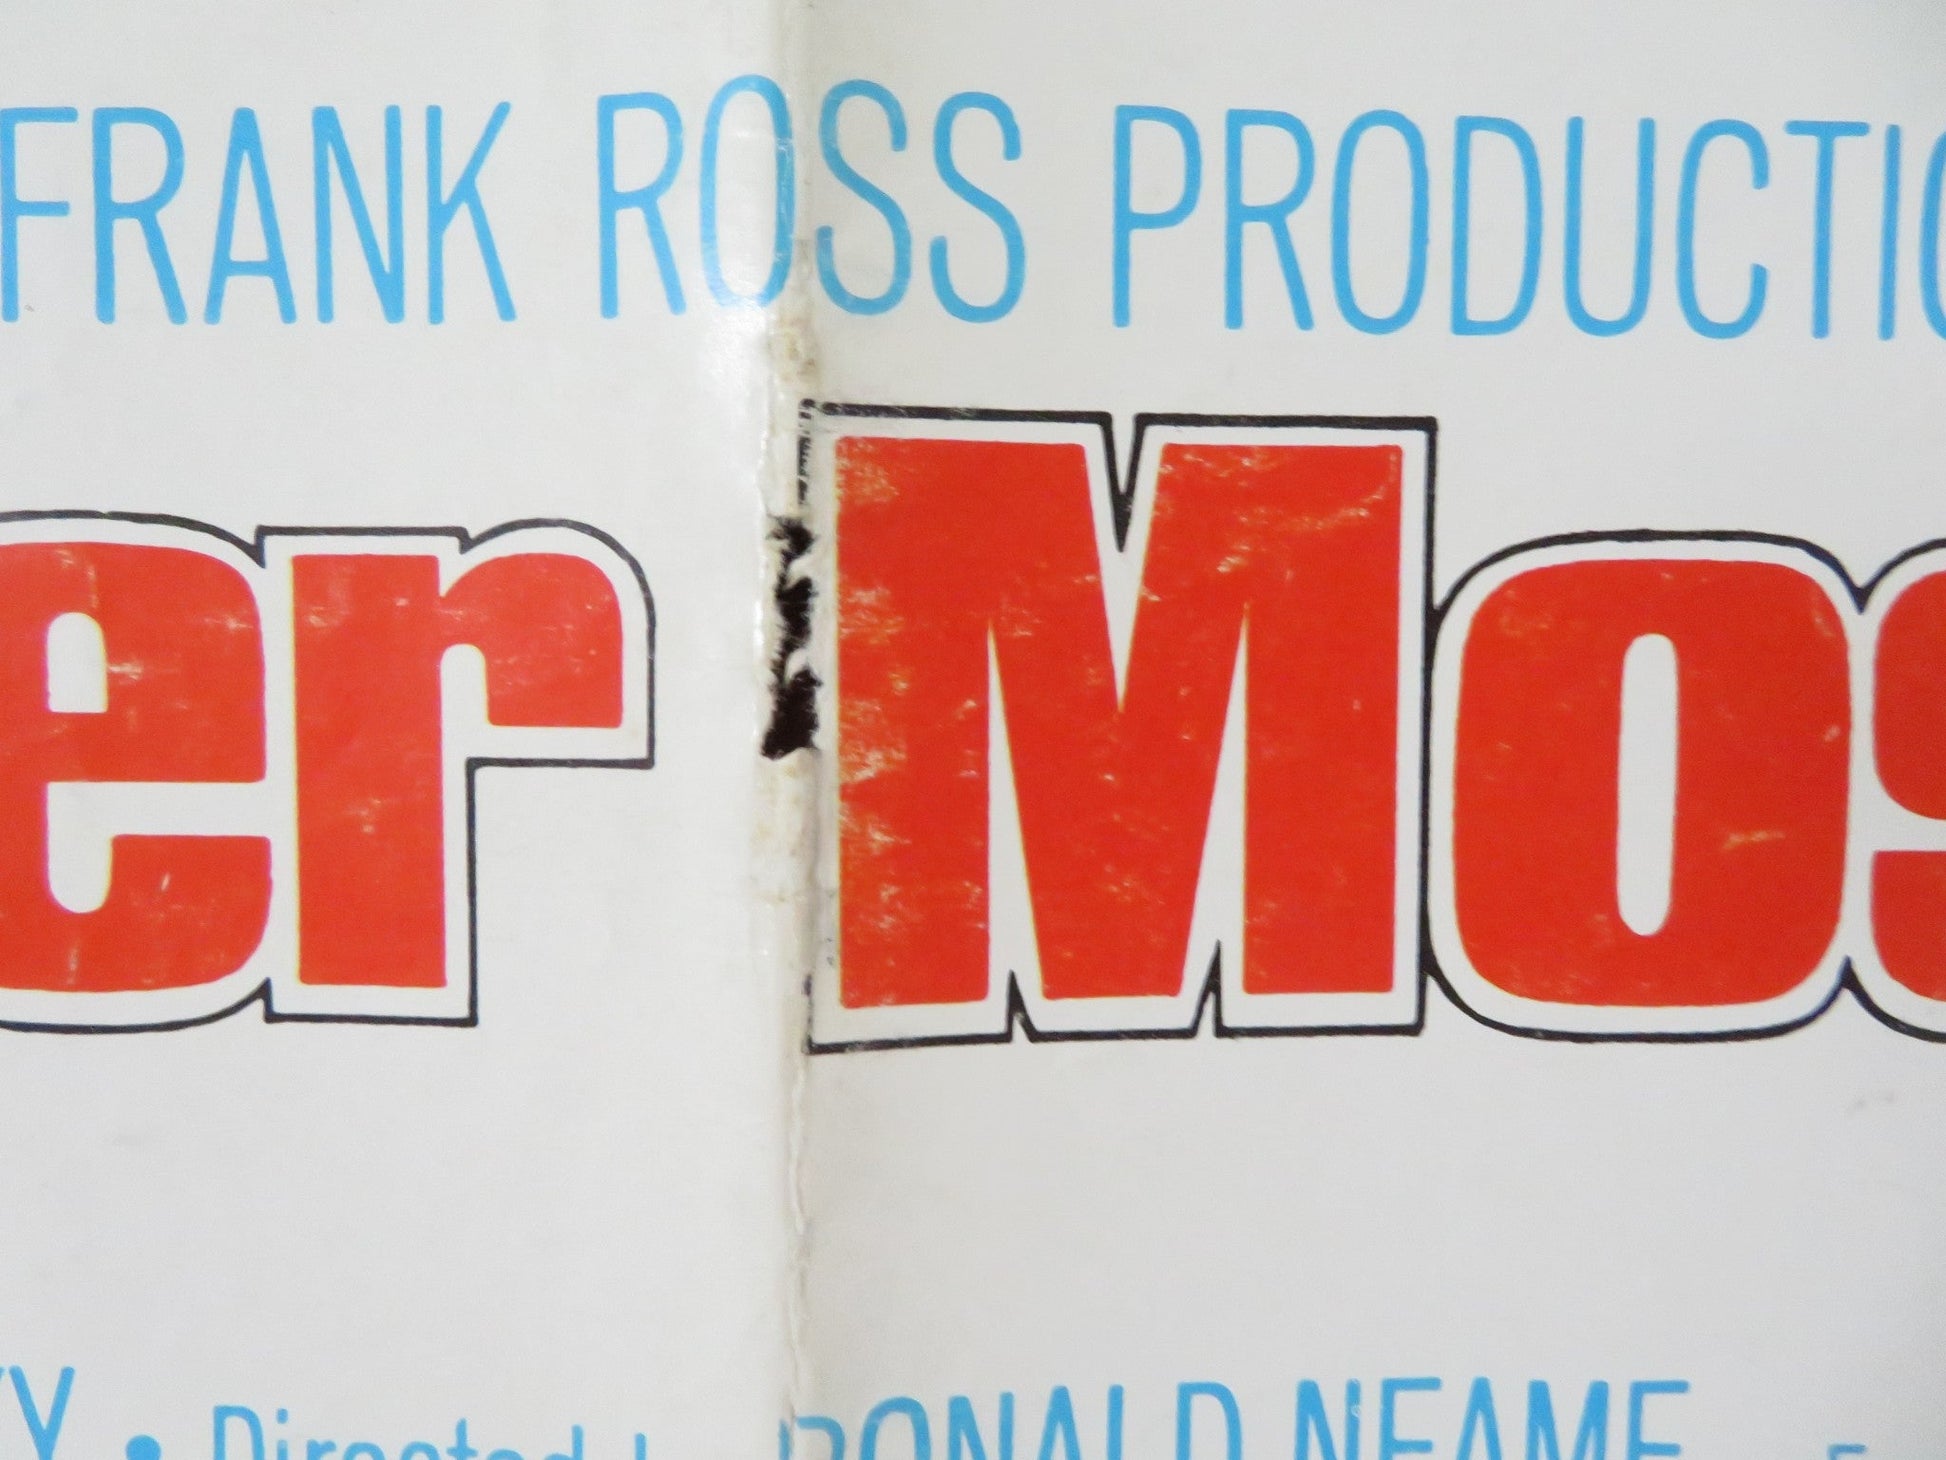 FRANK ROSS PRODUCTIO
er Mos
Y • Directed by RONALD NEAME